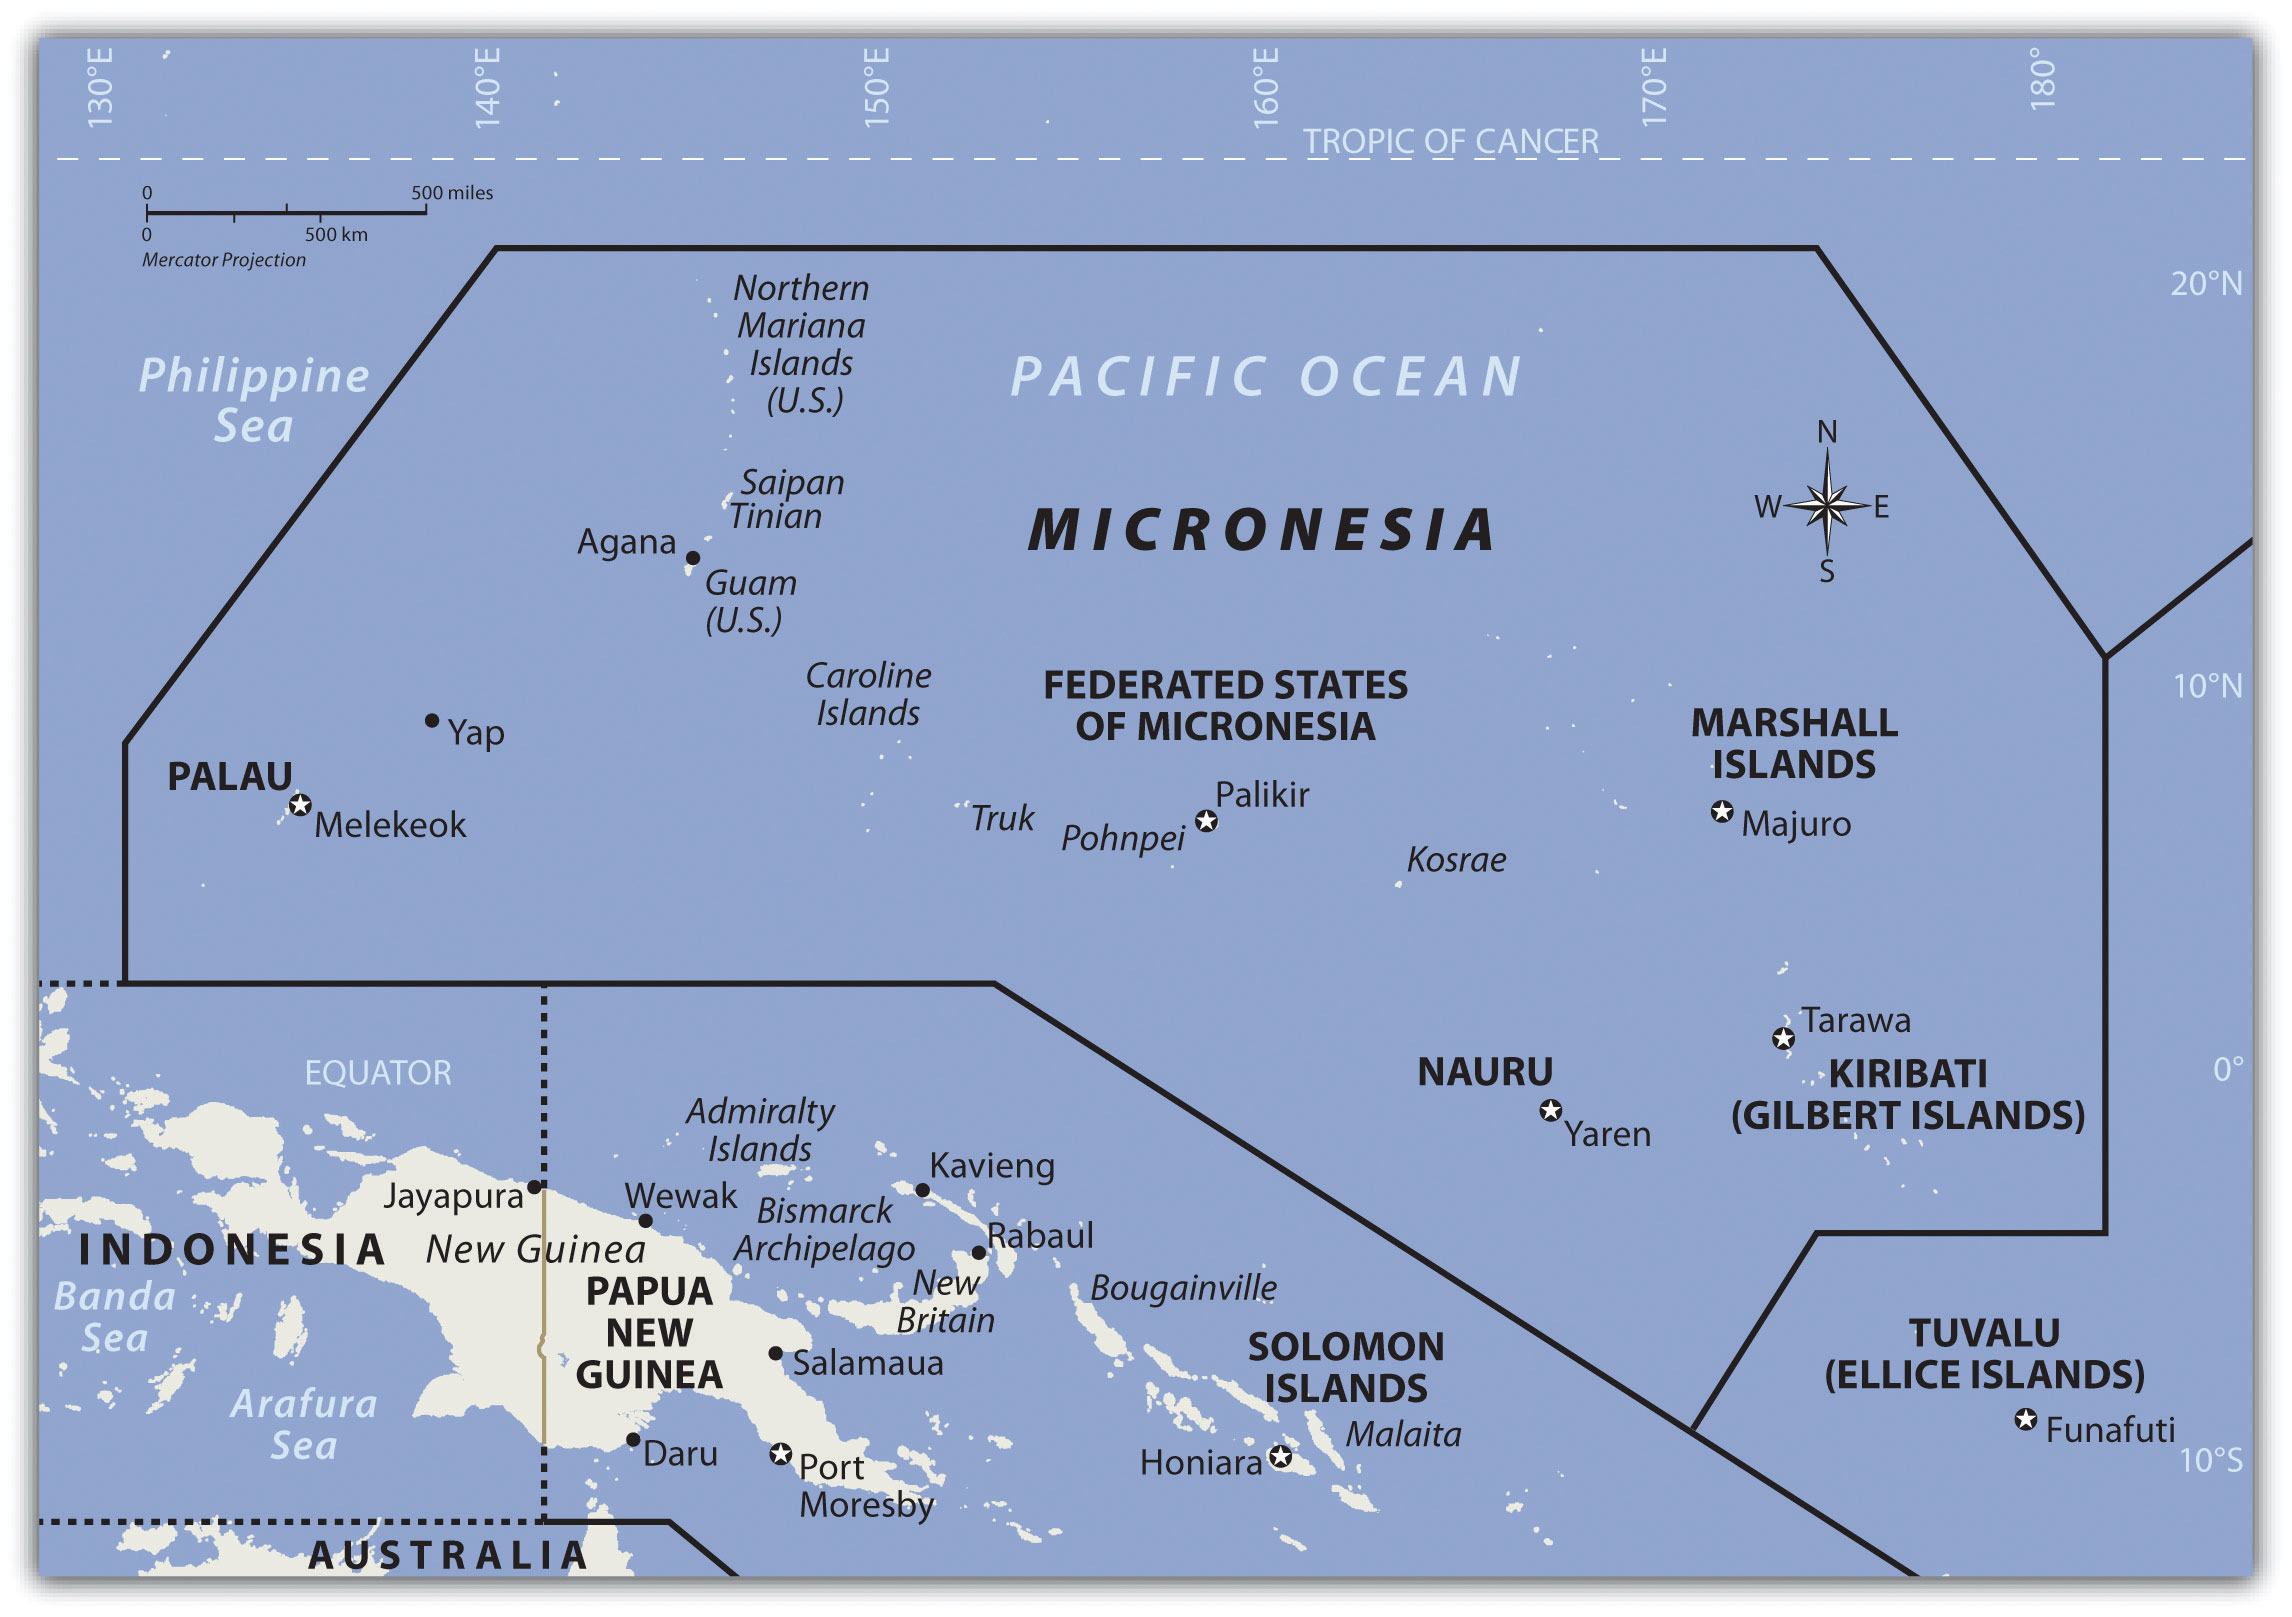 130°E
140°E
150°E
160°E
170°E
180°
TROPIC OF CANCER
0
500 miles
0
500 km
Mercator Projection
20°N
Northern
Mariana
Islands
(U.S.)
Philippine
Sea
PACIFIC OCEAN
N
W
E
S
Saipan
Tinian
MICRONESIA
Agana
Guam
(U.S.)
Caroline
Islands
FEDERATED STATES
OF MICRONESIA
10°N
MARSHALL
ISLANDS
Yap
PALAU
Melekeok
Truk
Palikir
Pohnpei
Majuro
Kosrae
Tarawa
NAURU
KIRIBATI
(GILBERT ISLANDS)
0°
EQUATOR
Yaren
Admiralty
Islands
Kavieng
Jayapura
Wewak
Bismarck
Archipelago
Rabaul
INDONESIA
New Guinea
Banda
Sea
PAPUA
NEW
GUINEA
New
Britain
Bougainville
SOLOMON
ISLANDS
TUVALU
(ELLICE ISLANDS)
Salamaua
Arafura
Sea
Malaita
Funafuti
Daru
Port
Moresby
Honiara
10°S
AUSTRALIA